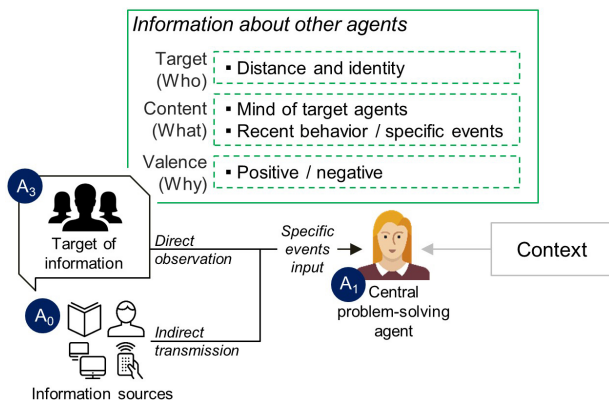 Information about other agents
Target
(Who)
▪ Distance and identity
Content
(What)
▪ Mind of target agents
▪ Recent behavior / specific events
Valence
(Why)
▪ Positive / negative
A3
Target of
information
Direct
observation
Specific
events
input
A1
Central
problem-solving
agent
Context
A0
Indirect
transmission
Information sources